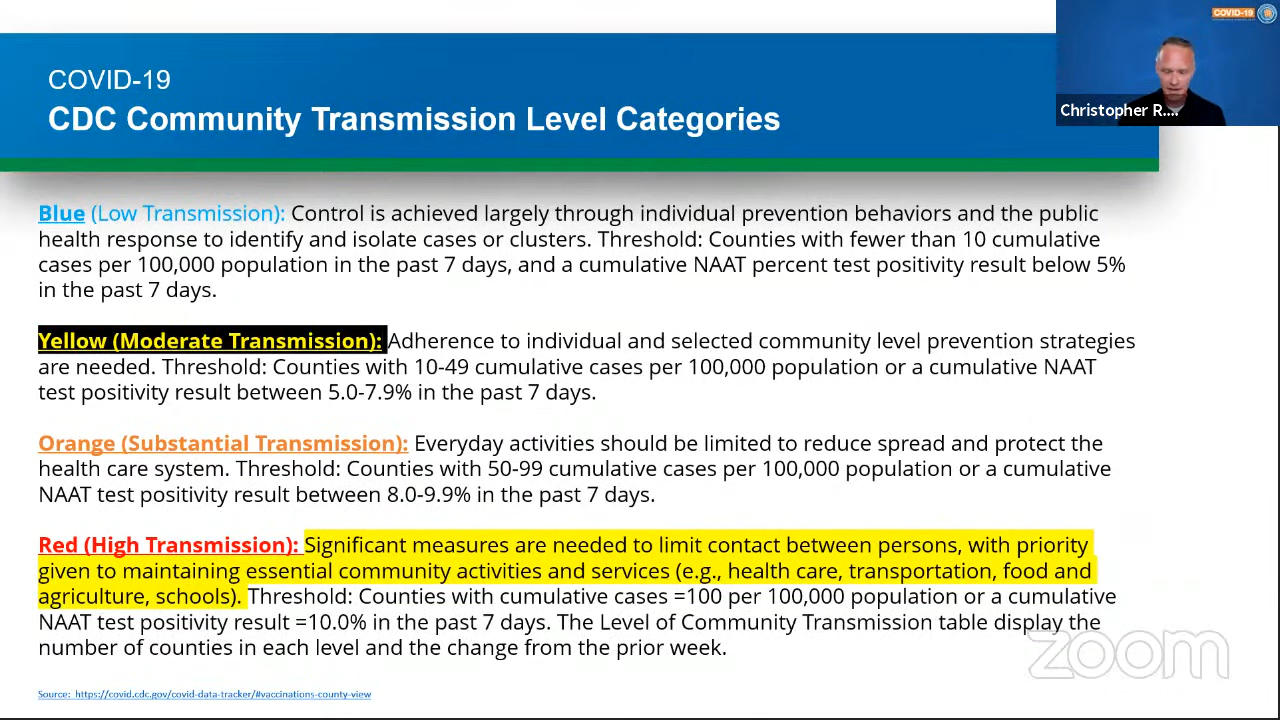 COVID-19
COVID-19
CDC Community Transmission Level Categories
Christopher R....
Blue (Low Transmission): Control is achieved largely through individual prevention behaviors and the public
health response to identify and isolate cases or clusters. Threshold: Counties with fewer than 10 cumulative
cases per 100,000 population in the past 7 days, and a cumulative NAAT percent test positivity result below 5%
in the past 7 days.
Yellow (Moderate Transmission): Adherence to individual and selected community level prevention strategies
are needed. Threshold: Counties with 10-49 cumulative cases per 100,000 population or a cumulative NAAT
test positivity result between 5.0-7.9% in the past 7 days.
Orange (Substantial Transmission): Everyday activities should be limited to reduce spread and protect the
health care system. Threshold: Counties with 50-99 cumulative cases per 100,000 population or a cumulative
NAAT test positivity result between 8.0-9.9% in the past 7 days.
Red (High Transmission): Significant measures are needed to limit contact between persons, with priority
given to maintaining essential community activities and services (e.g., health care, transportation, food and
agriculture, schools). Threshold: Counties with cumulative cases =100 per 100,000 population or a cumulative
NAAT test positivity result =10.0% in the past 7 days. The Level of Community Transmission table display the
number of counties in each level and the change from the prior week.
zoom
Source: https://covid.cdc.gov/covid-data-tracker/#vaccinations-county-view